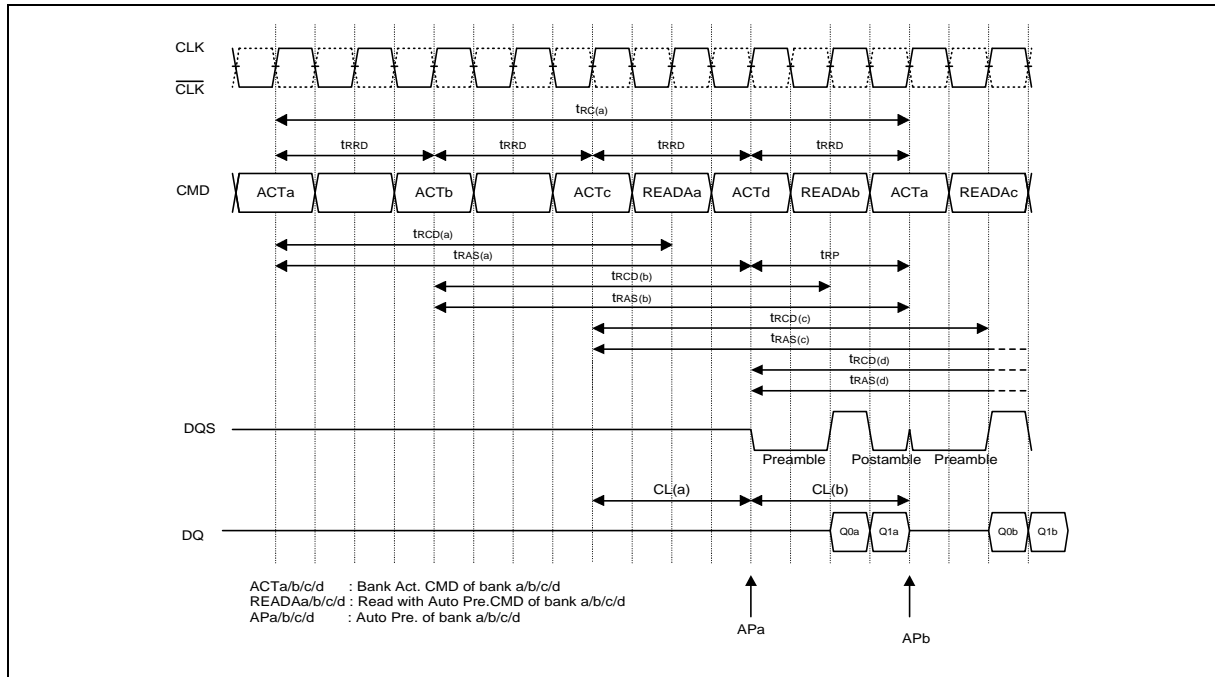 CLK
CLK
tRC(a)
tRRD tRRD tRRD tRRD
CMD ACTa ACTb ACTc READAa ACTd READAb ACTa READAc
tRCD(a)
tRAS(a) tRP
tRCD(b)
tRAS(b)
tRCD(c)
tRAS(c)
tRCD(d)
tRAS(d)
DQS
Preamble Postamble Preamble
CL(a) CL(b)
DQ Q0a Q1a Q0b Q1b
ACTa/b/c/d : Bank Act. CMD of bank a/b/c/d
READAa/b/c/d : Read with Auto Pre.CMD of bank a/b/c/d
APa/b/c/d : Auto Pre. of bank a/b/c/d
APa APb